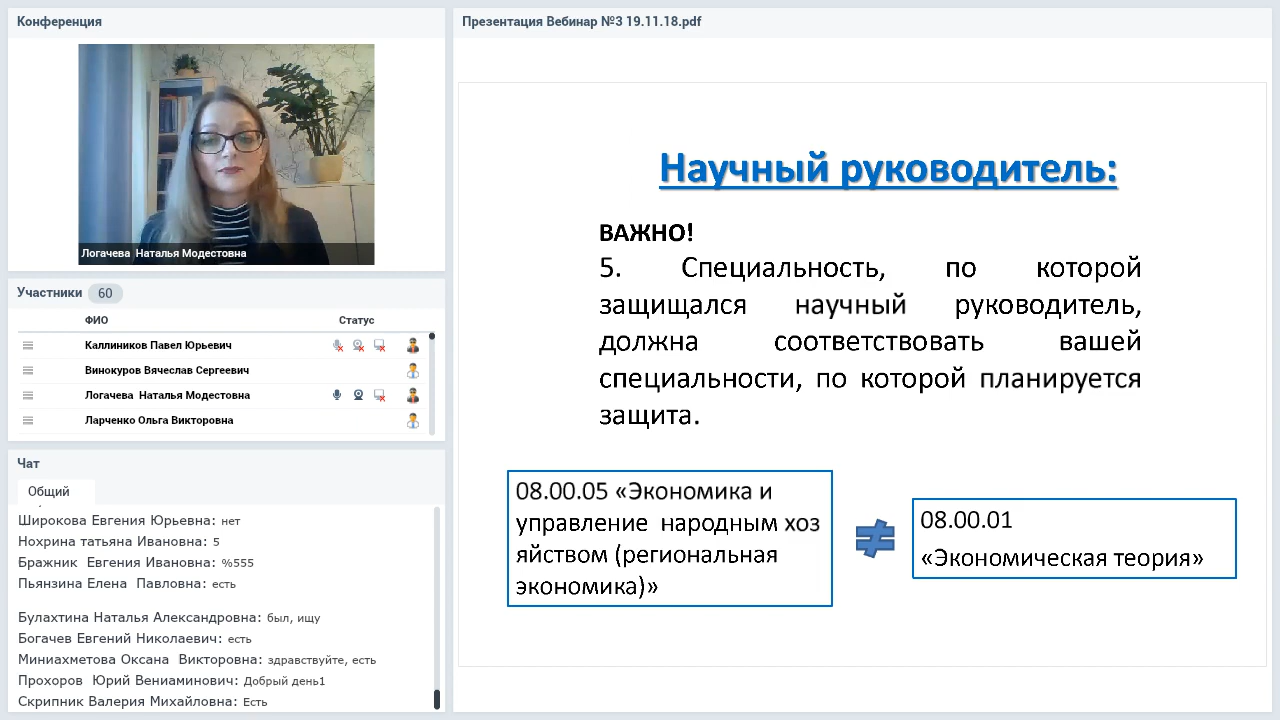 Конференция
Логачева  Наталья Модестовна
Участники 60
ФИО Статус
Каллиников Павел Юрьевич
Винокуров Вячеслав Сергеевич
Логачева  Наталья Модестовна
Ларченко Ольга Викторовна
Чат
Общий
Широкова Евгения Юрьевна: нет
Нохрина татьяна Ивановна: 5
Бражник  Евгения Ивановна: %555
Пьянзина Елена  Павловна: есть
Булахтина Наталья Александровна: был, ищу
Богачев Евгений Николаевич: есть
Миниахметова Оксана  Викторовна: здравствуйте, есть
Прохоров  Юрий Вениаминович: Добрый день1
Скрипник Валерия Михайловна: Есть
Презентация Вебинар №3 19.11.18.pdf
Научный руководитель:
ВАЖНО!
5. Специальность, по которой
защищался научный руководитель,
должна соответствовать вашей
специальности, по которой планируется
защита.
08.00.05 «Экономика и
управление  народным хоз
яйством (региональная
экономика)»
≠
08.00.01
«Экономическая теория»